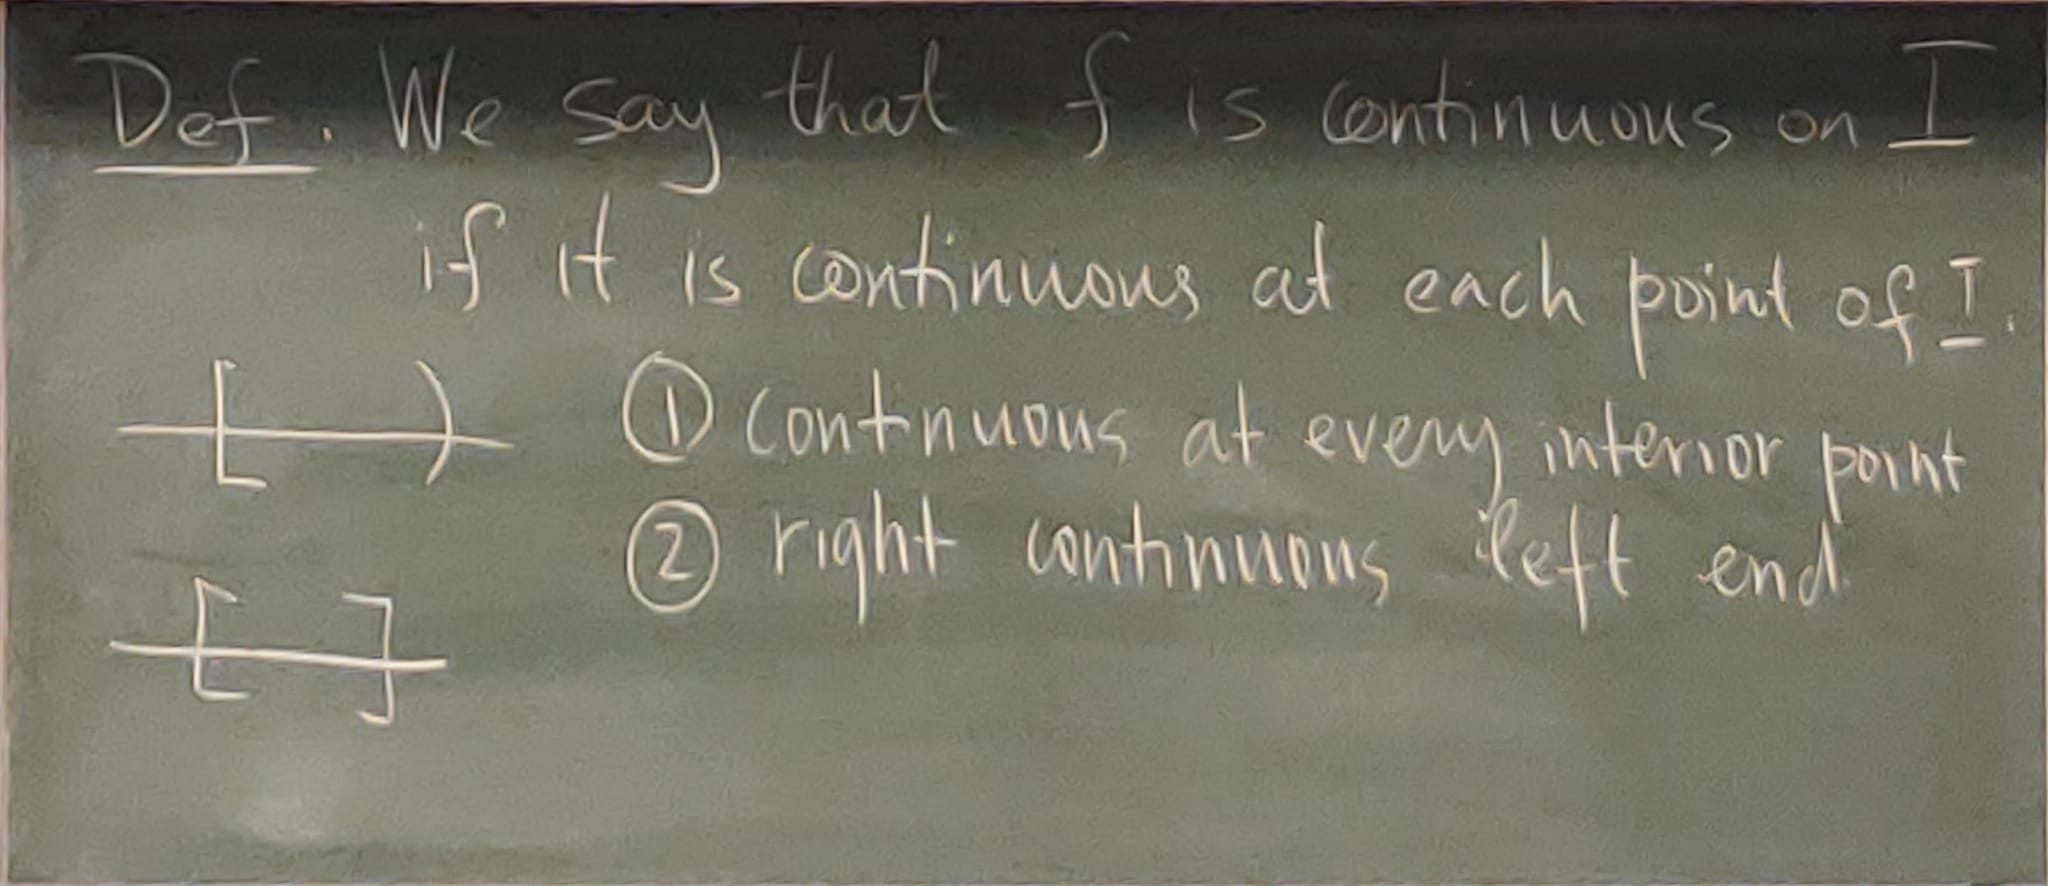 Def. We say that f is continuous on I
if it is continuous at each point of I.
① continuous at every interior point
② right continuous left end